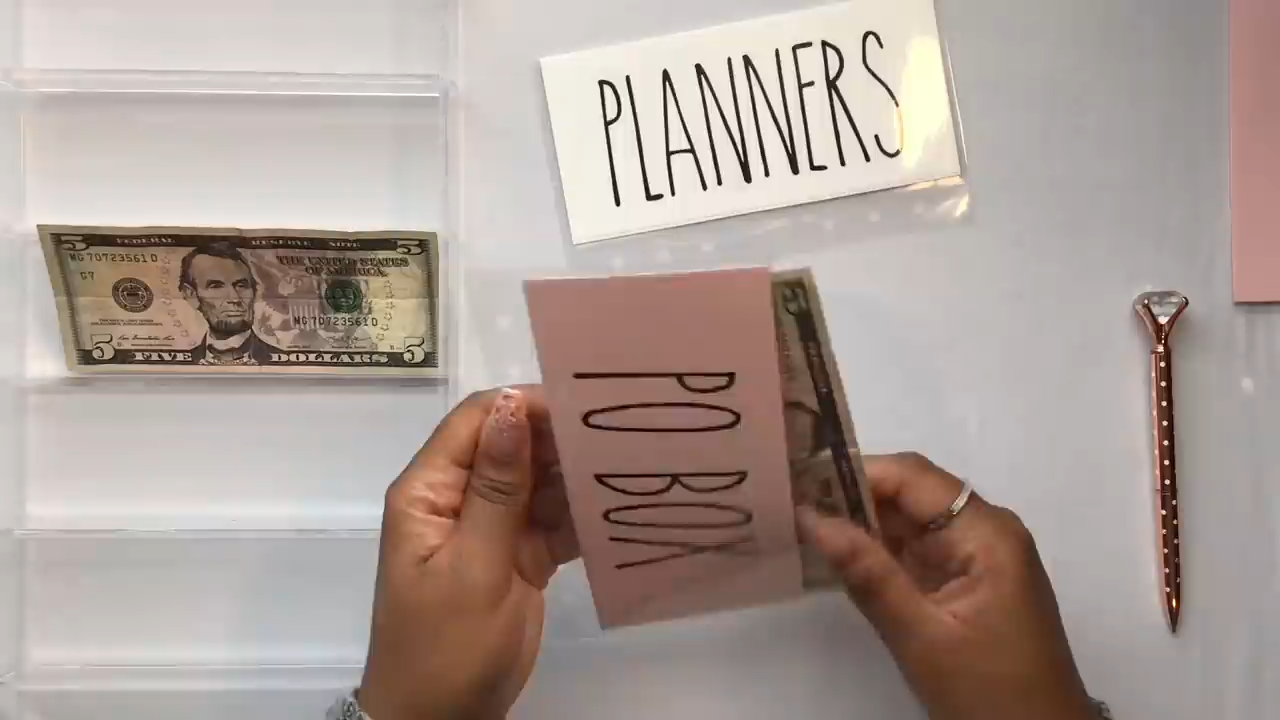 PLANNERS
5 FEDERAL RESERVE NOTE 5
MG 70723561 D
THE UNITED STATES
OF AMERICA
G7
MG 70723561 D
5 FIVE DOLLARS 5
PO BOX
5